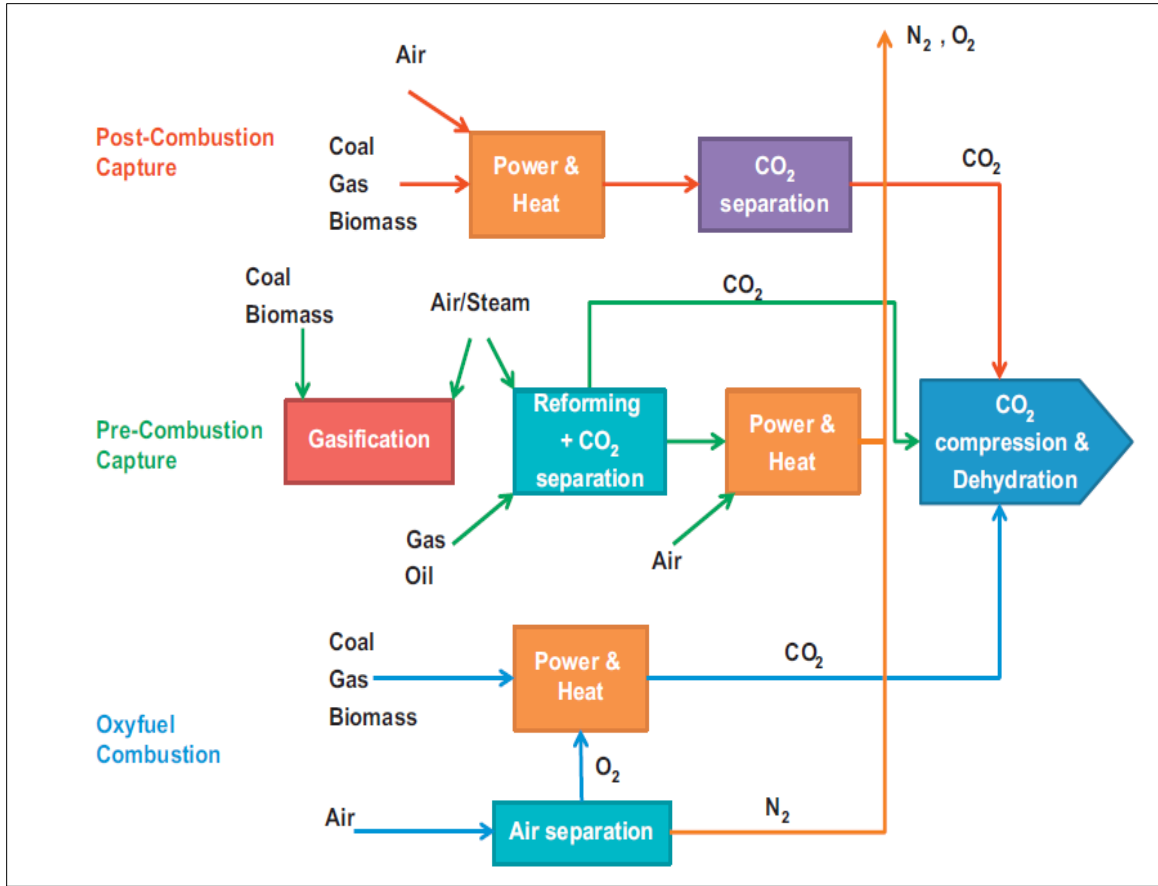 N₂ , O₂
Air
Post-Combustion
Capture
Coal
Gas
Biomass
Power &
Heat
CO₂
separation
CO₂
Coal
Biomass
Air/Steam
CO₂
Pre-Combustion
Capture
Gasification
Reforming
+ CO₂
separation
Power &
Heat
CO₂
compression &
Dehydration
Gas
Oil
Air
Oxyfuel
Combustion
Coal
Gas
Biomass
Power &
Heat
CO₂
O₂
Air
Air separation
N₂